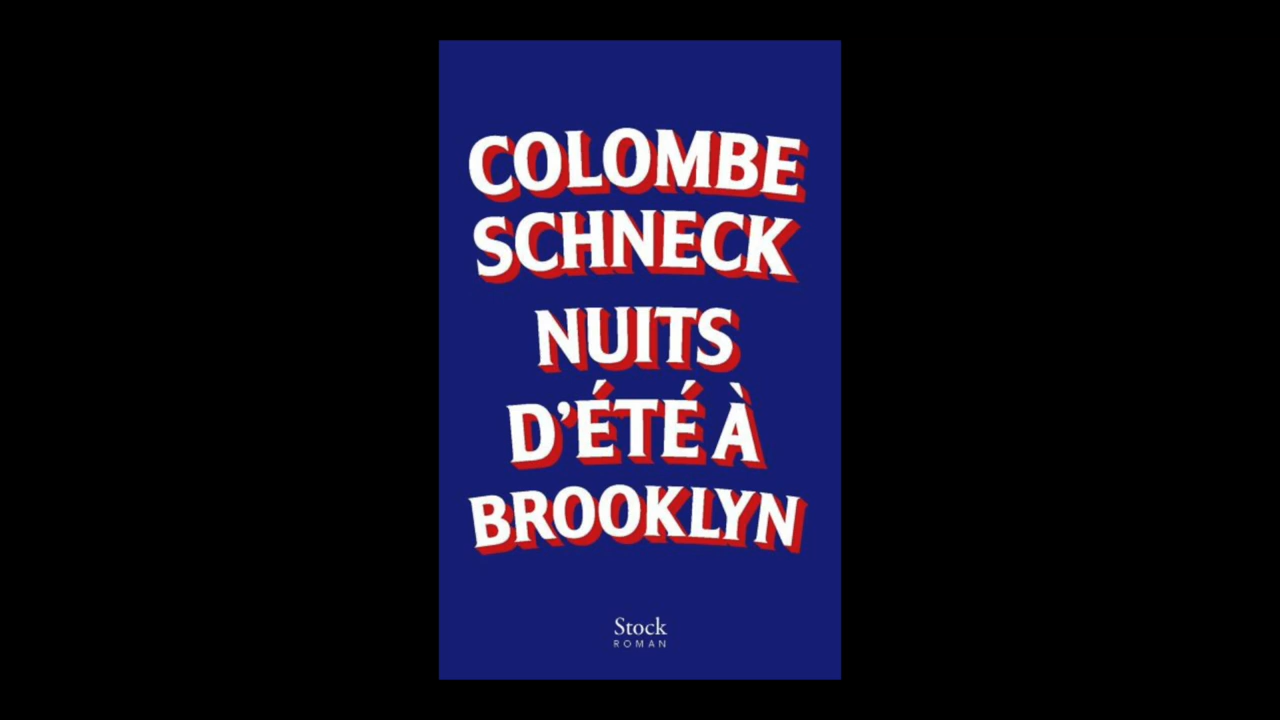 COLOMBE
SCHNECK
NUITS
D'ÉTÉ À
BROOKLYN
Stock
ROMAN